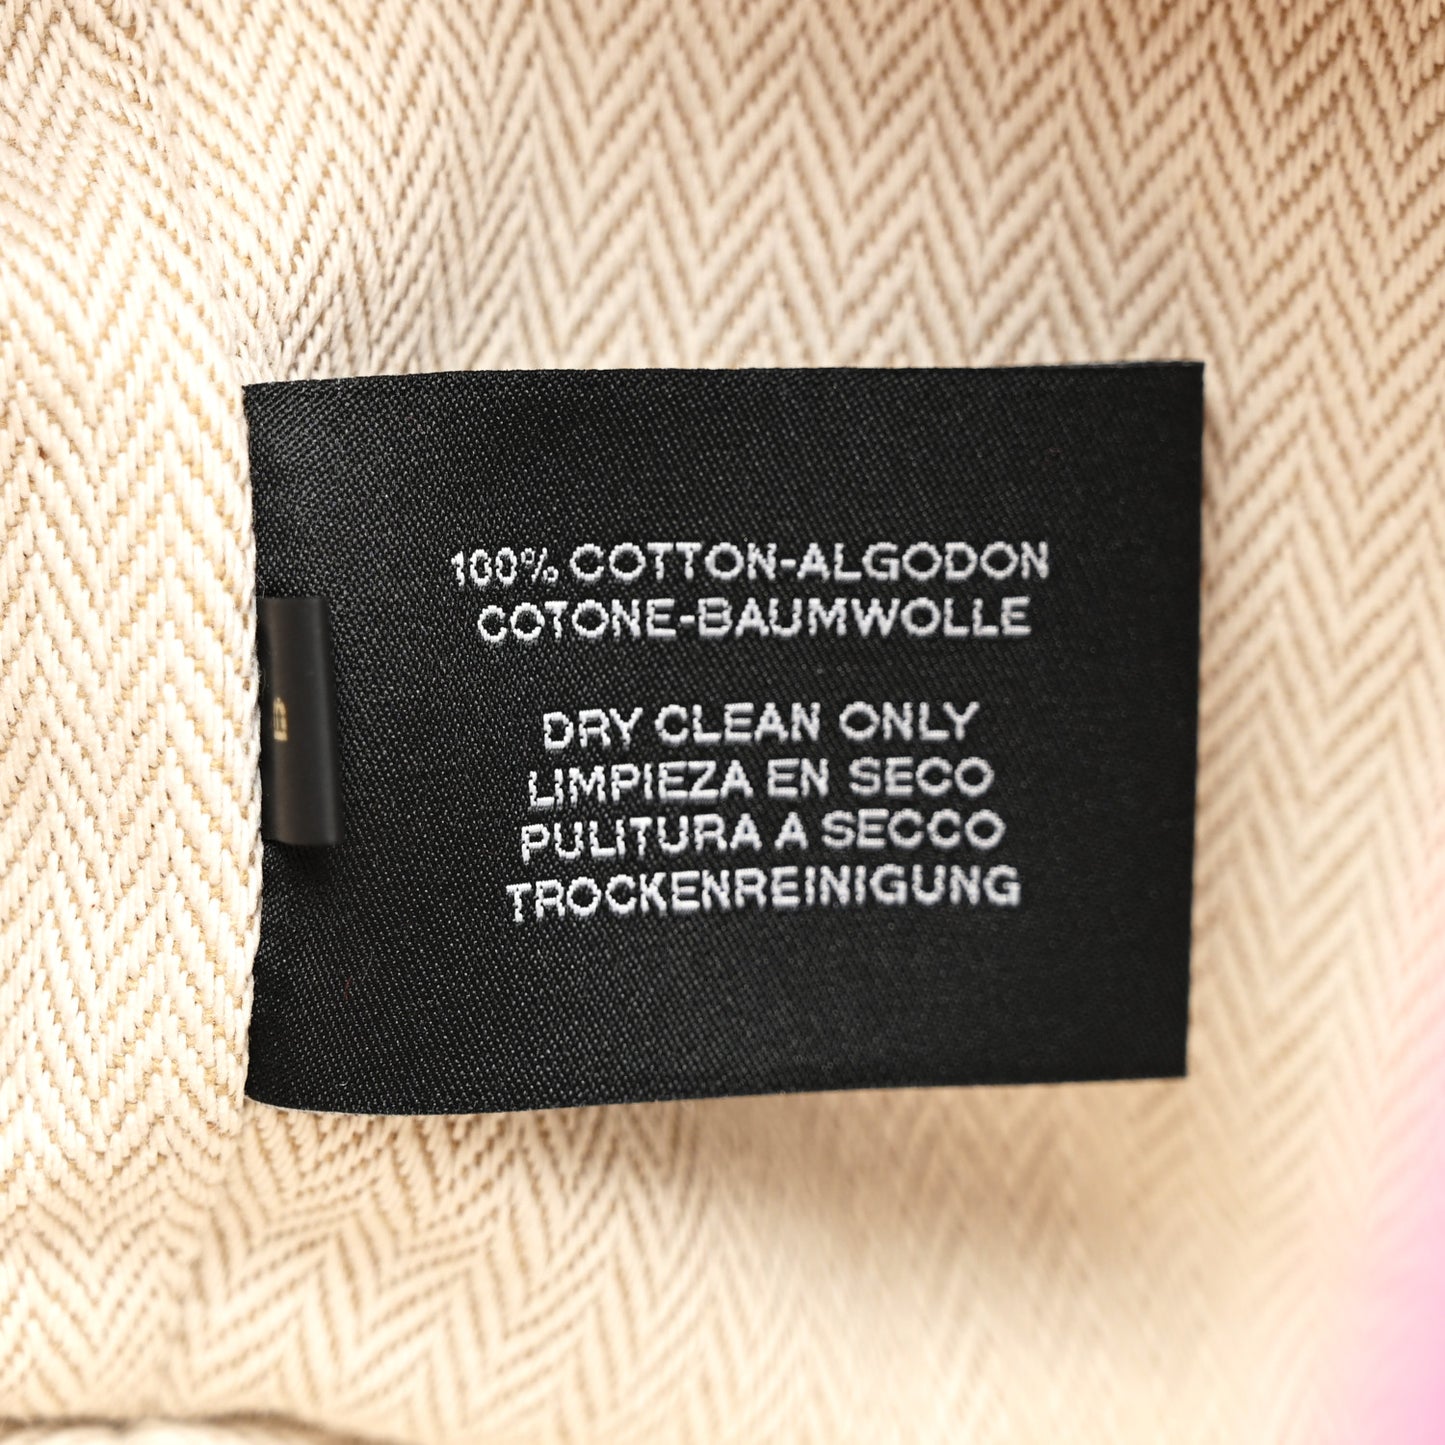 100% COTTON-ALGODON
COTONE-BAUMWOLLE
DRY CLEAN ONLY
LIMPIEZA EN SECO
PULITURA A SECCO
TROCKENREINIGUNG